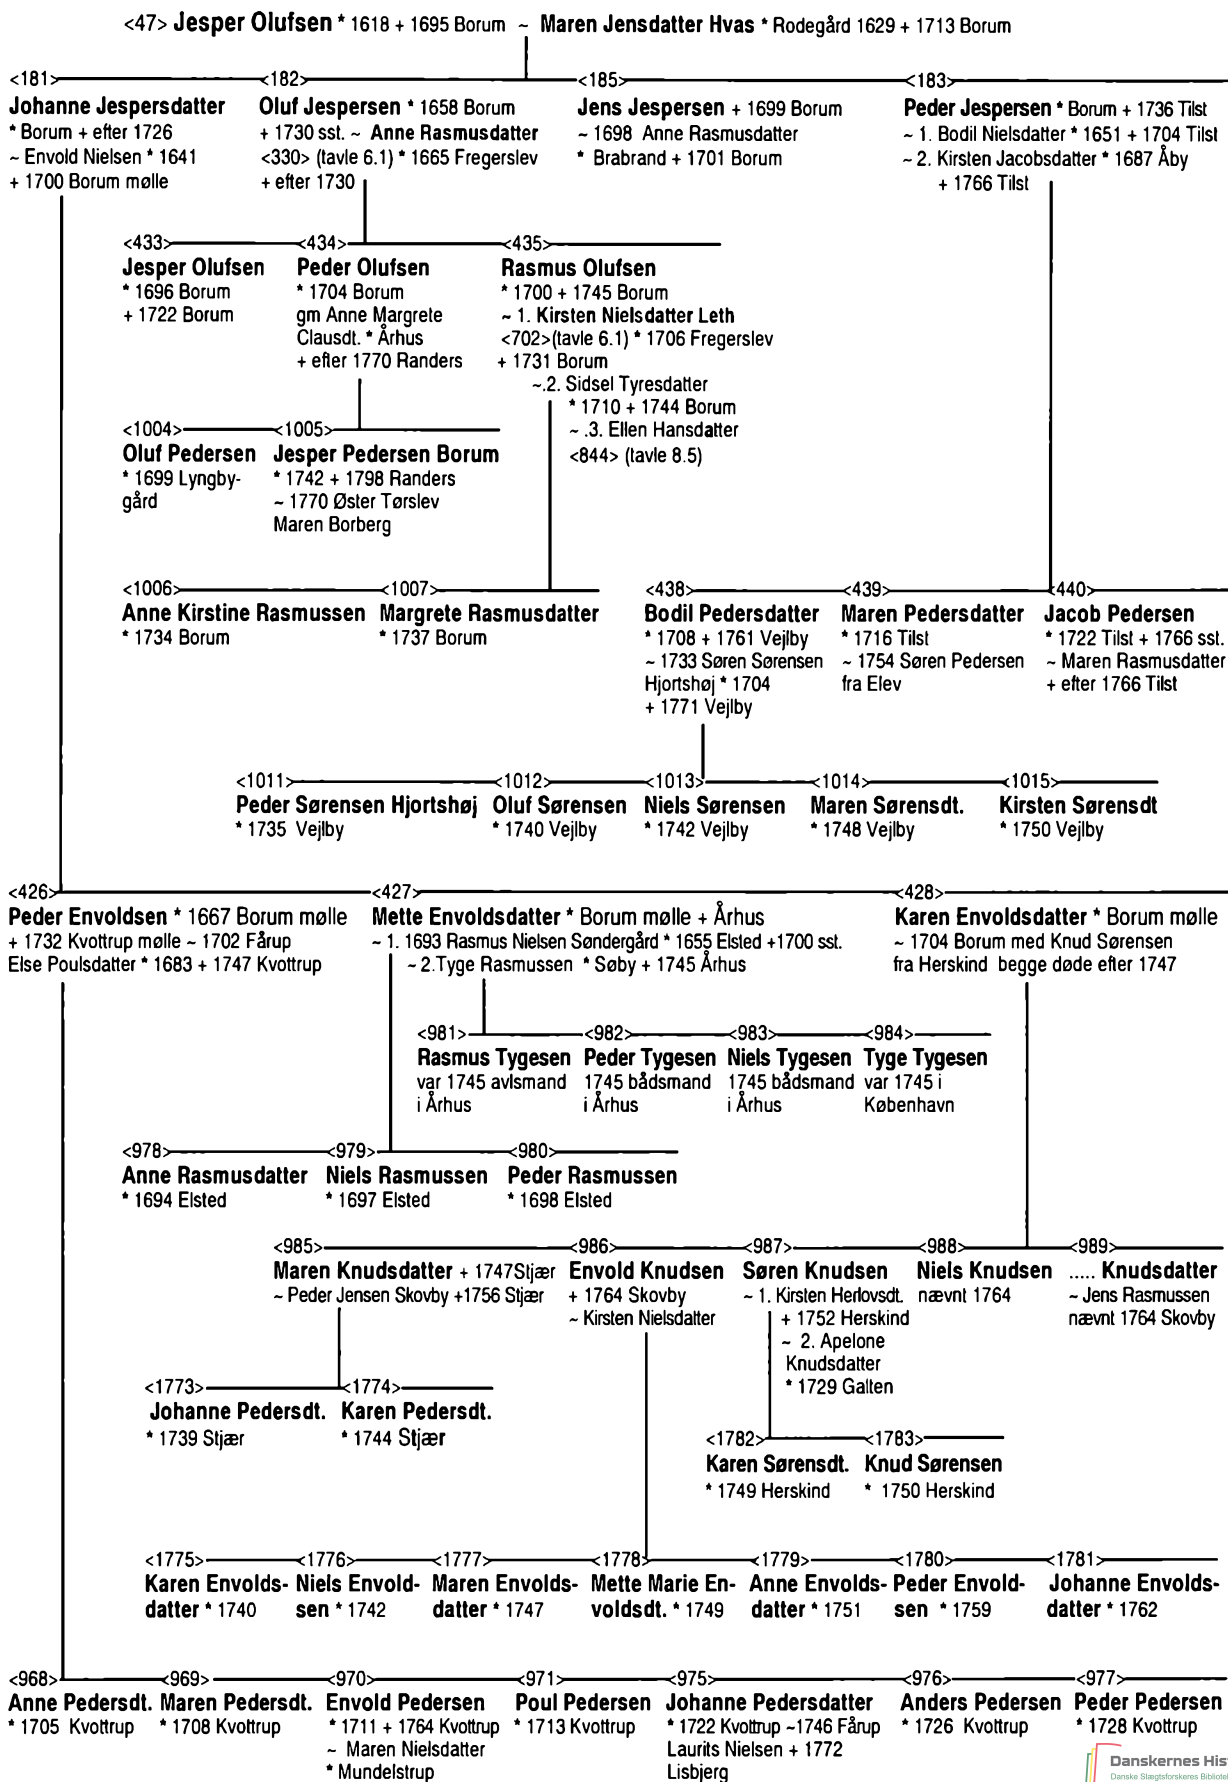 <47> Jesper Olufsen * 1618 + 1695 Borum ~ Maren Jensdatter Hvas * Rodegård 1629 + 1713 Borum
<181> <182> <185> <183>
Johanne Jespersdatter
* Borum + efter 1726
~ Envold Nielsen * 1641
+ 1700 Borum mølle
Oluf Jespersen * 1658 Borum
+ 1730 sst. ~ Anne Rasmusdatter
<330> (tavle 6.1) * 1665 Fregerslev
+ efter 1730
Jens Jespersen + 1699 Borum
~ 1698 Anne Rasmusdatter
* Brabrand + 1701 Borum
Peder Jespersen * Borum + 1736 Tilst
~ 1. Bodil Nielsdatter * 1651 + 1704 Tilst
~ 2. Kirsten Jacobsdatter * 1687 Åby
+ 1766 Tilst
<433> <434> <435>
Jesper Olufsen
* 1696 Borum
+ 1722 Borum
Peder Olufsen
* 1704 Borum
gm Anne Margrete
Clausdt. * Århus
+ efter 1770 Randers
Rasmus Olufsen
* 1700 + 1745 Borum
~ 1. Kirsten Nielsdatter Leth
<702>(tavle 6.1) * 1706 Fregerslev
+ 1731 Borum
~.2. Sidsel Tyresdatter
* 1710 + 1744 Borum
~ .3. Ellen Hansdatter
<844> (tavle 8.5)
<1004> <1005>
Oluf Pedersen
* 1699 Lyngby-
gård
Jesper Pedersen Borum
* 1742 + 1798 Randers
~ 1770 Øster Tørslev
Maren Borberg
<1006> <1007>
Anne Kirstine Rasmussen
* 1734 Borum
Margrete Rasmusdatter
* 1737 Borum
<438> <439> <440>
Bodil Pedersdatter
* 1708 + 1761 Vejlby
~ 1733 Søren Sørensen
Hjortshøj * 1704
+ 1771 Vejlby
Maren Pedersdatter
* 1716 Tilst
~ 1754 Søren Pedersen
fra Elev
Jacob Pedersen
* 1722 Tilst + 1766 sst.
~ Maren Rasmusdatter
+ efter 1766 Tilst
<1011> <1012> <1013> <1014> <1015>
Peder Sørensen Hjortshøj
* 1735 Vejlby
Oluf Sørensen
* 1740 Vejlby
Niels Sørensen
* 1742 Vejlby
Maren Sørensdt.
* 1748 Vejlby
Kirsten Sørensdt
* 1750 Vejlby
<426> <427> <428>
Peder Envoldsen * 1667 Borum mølle
+ 1732 Kvottrup mølle ~ 1702 Fårup
Else Poulsdatter * 1683 + 1747 Kvottrup
Mette Envoldsdatter * Borum mølle + Århus
~ 1. 1693 Rasmus Nielsen Søndergård * 1655 Elsted +1700 sst.
~ 2.Tyge Rasmussen * Søby + 1745 Århus
Karen Envoldsdatter * Borum mølle
~ 1704 Borum med Knud Sørensen
fra Herskind begge døde efter 1747
<981> <982> <983> <984>
Rasmus Tygesen
var 1745 avlsmand
i Århus
Peder Tygesen
1745 bådsmand
i Århus
Niels Tygesen
1745 bådsmand
i Århus
Tyge Tygesen
var 1745 i
København
<978> <979> <980>
Anne Rasmusdatter
* 1694 Elsted
Niels Rasmussen
* 1697 Elsted
Peder Rasmussen
* 1698 Elsted
<985> <986> <987> <988> <989>
Maren Knudsdatter + 1747Stjær
~ Peder Jensen Skovby +1756 Stjær
Envold Knudsen
+ 1764 Skovby
~ Kirsten Nielsdatter
Søren Knudsen
~ 1. Kirsten Herlovsdt.
+ 1752 Herskind
~ 2. Apelone
Knudsdatter
* 1729 Galten
Niels Knudsen
nævnt 1764
..... Knudsdatter
~ Jens Rasmussen
nævnt 1764 Skovby
<1773> <1774>
Johanne Pedersdt.
* 1739 Stjær
Karen Pedersdt.
* 1744 Stjær
<1782> <1783>
Karen Sørensdt.
* 1749 Herskind
Knud Sørensen
* 1750 Herskind
<1775> <1776> <1777> <1778> <1779> <1780> <1781>
Karen Envolds-
datter * 1740
Niels Envold-
sen * 1742
Maren Envolds-
datter * 1747
Mette Marie En-
voldsdt. * 1749
Anne Envolds-
datter * 1751
Peder Envold-
sen * 1759
Johanne Envolds-
datter * 1762
<968> <969> <970> <971> <975> <976> <977>
Anne Pedersdt.
* 1705 Kvottrup
Maren Pedersdt.
* 1708 Kvottrup
Envold Pedersen
* 1711 + 1764 Kvottrup
~ Maren Nielsdatter
* Mundelstrup
Poul Pedersen
* 1713 Kvottrup
Johanne Pedersdatter
* 1722 Kvottrup ~1746 Fårup
Laurits Nielsen + 1772
Lisbjerg
Anders Pedersen
* 1726 Kvottrup
Peder Pedersen
* 1728 Kvottrup
Danskernes His
Danske Slægtsforskeres Bibliote